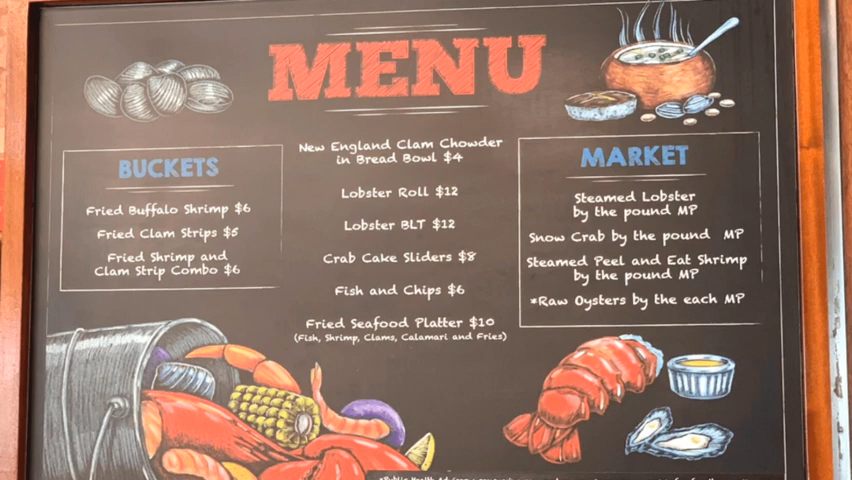 MENU
BUCKETS
Fried Buffalo Shrimp $6
Fried Clam Strips $5
Fried Shrimp and
Clam Strip Combo $6
New England Clam Chowder
in Bread Bowl $4
Lobster Roll $12
Lobster BLT $12
Crab Cake Sliders $8
Fish and Chips $6
Fried Seafood Platter $10
(Fish, Shrimp, Clams, Calamari and Fries)
MARKET
Steamed Lobster
by the pound MP
Snow Crab by the pound MP
Steamed Peel and Eat Shrimp
by the pound MP
*Raw Oysters by the each MP
*Public Health